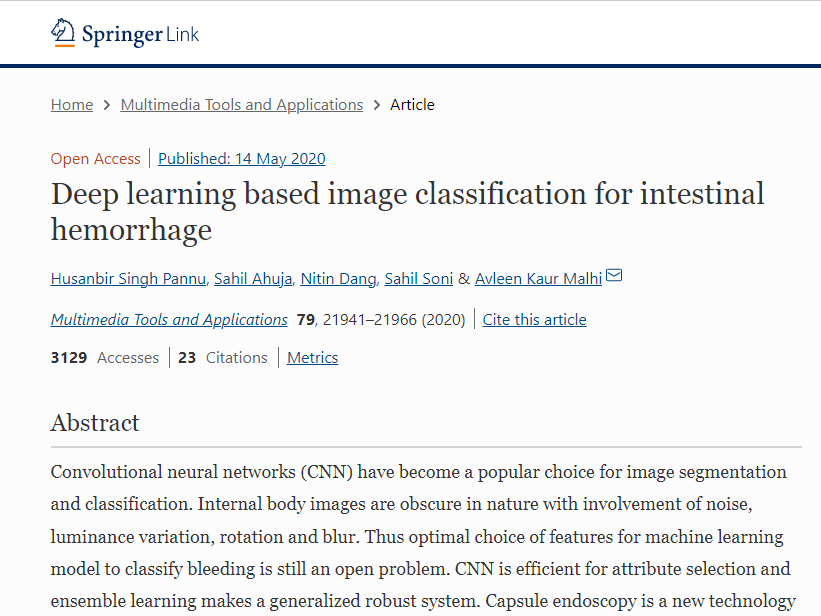 Springer Link
Home > Multimedia Tools and Applications > Article
Open Access | Published: 14 May 2020
Deep learning based image classification for intestinal
hemorrhage
Husanbir Singh Pannu, Sahil Ahuja, Nitin Dang, Sahil Soni & Avleen Kaur Malhi
Multimedia Tools and Applications 79, 21941–21966 (2020) | Cite this article
3129 Accesses | 23 Citations | Metrics
Abstract
Convolutional neural networks (CNN) have become a popular choice for image segmentation
and classification. Internal body images are obscure in nature with involvement of noise,
luminance variation, rotation and blur. Thus optimal choice of features for machine learning
model to classify bleeding is still an open problem. CNN is efficient for attribute selection and
ensemble learning makes a generalized robust system. Capsule endoscopy is a new technology